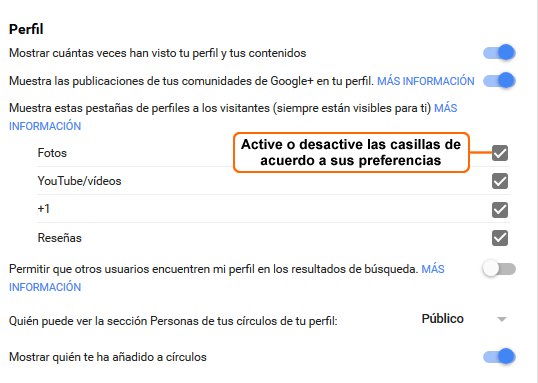 Perfil
Mostrar cuántas veces han visto tu perfil y tus contenidos
Muestra las publicaciones de tus comunidades de Google+ en tu perfil. MÁS INFORMACIÓN
Muestra estas pestañas de perfiles a los visitantes (siempre están visibles para ti) MÁS
INFORMACIÓN
Fotos
Active o desactive las casillas de
acuerdo a sus preferencias
YouTube/vídeos
+1
Reseñas
Permitir que otros usuarios encuentren mi perfil en los resultados de búsqueda. MÁS
INFORMACIÓN
Quién puede ver la sección Personas de tus círculos de tu perfil: Público
Mostrar quién te ha añadido a círculos